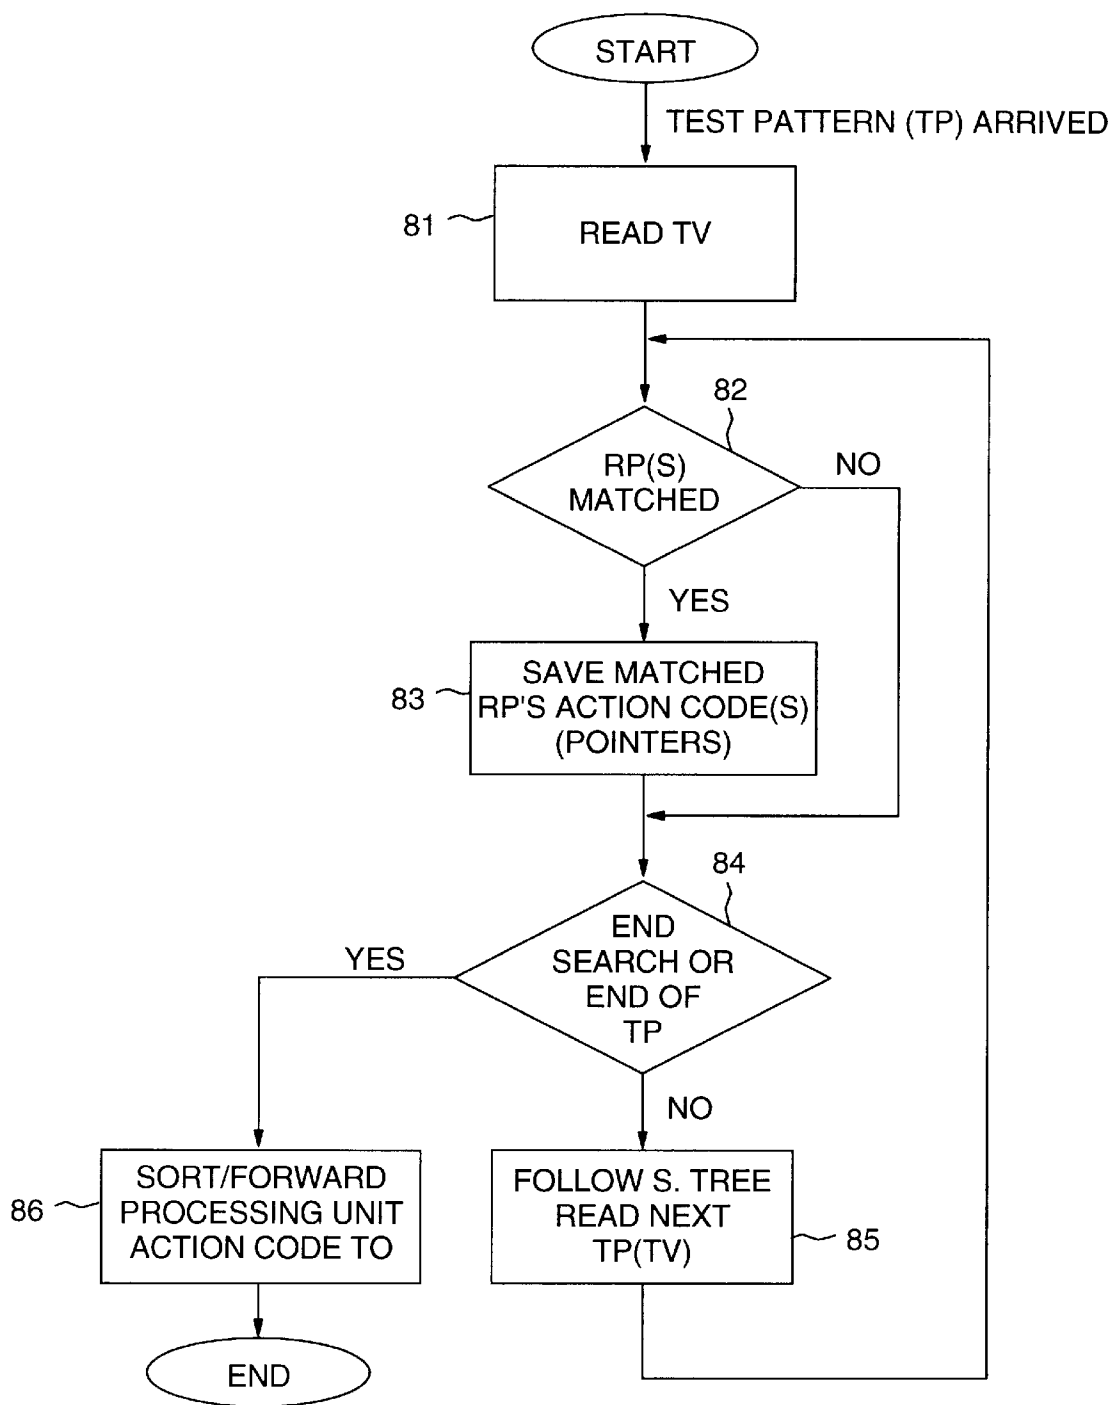 START
TEST PATTERN (TP) ARRIVED
81
READ TV
82
RP(S)
MATCHED
NO
YES
83
SAVE MATCHED
RP'S ACTION CODE(S)
(POINTERS)
84
END
SEARCH OR
END OF
TP
YES
NO
86
SORT/FORWARD
PROCESSING UNIT
ACTION CODE TO
FOLLOW S. TREE
READ NEXT
TP(TV)
85
END